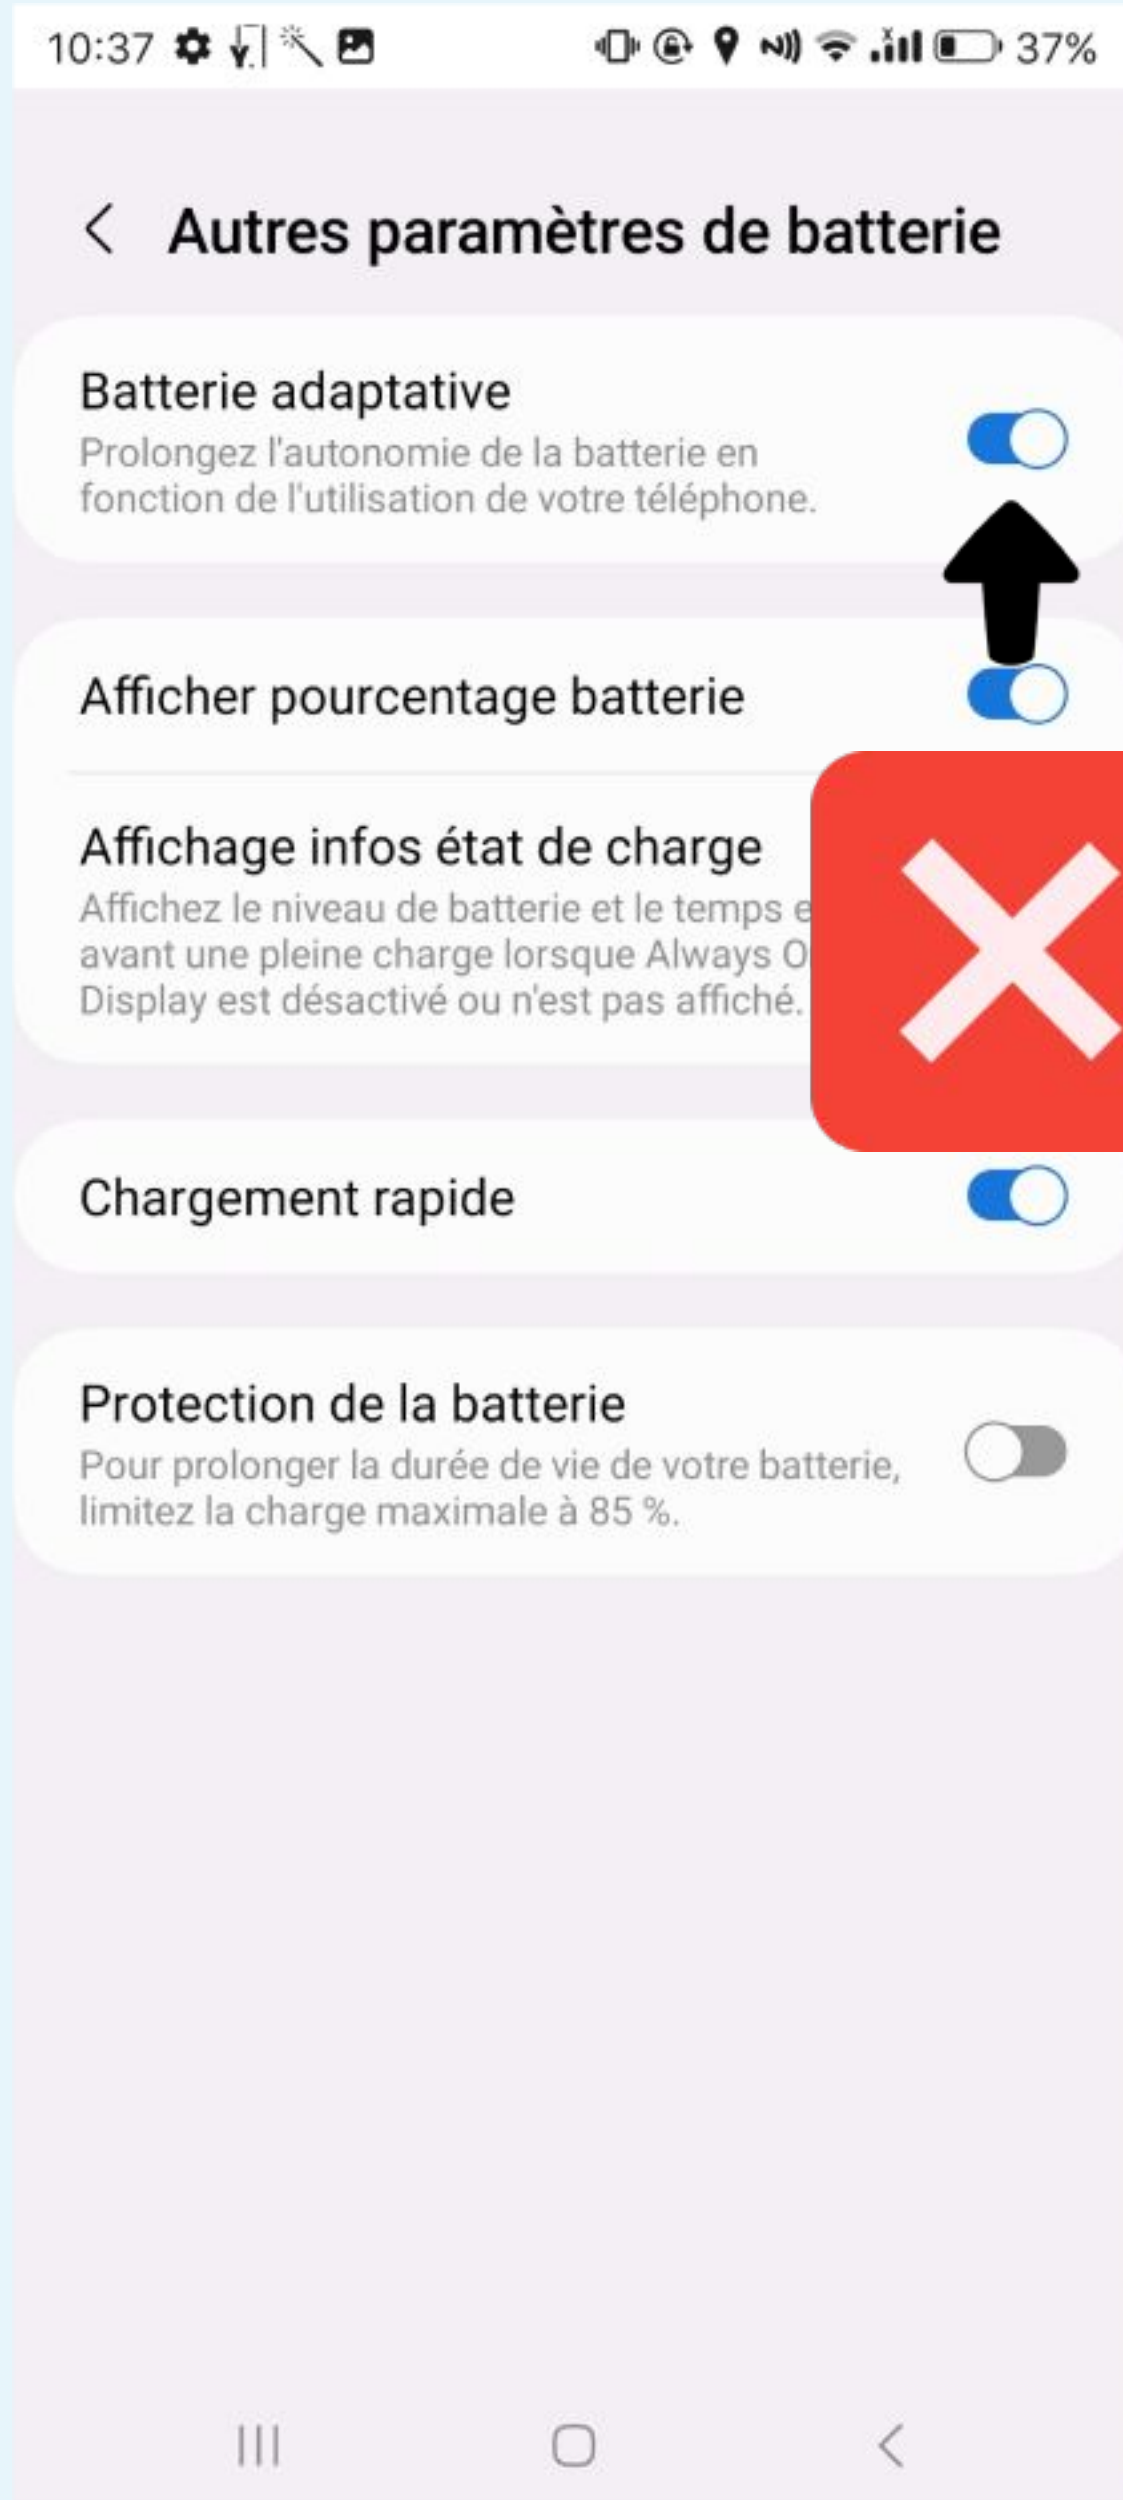 10:37
37%
Autres paramètres de batterie
Batterie adaptative
Prolongez l'autonomie de la batterie en
fonction de l'utilisation de votre téléphone.
Afficher pourcentage batterie
Affichage infos état de charge
Affichez le niveau de batterie et le temps
avant une pleine charge lorsque Always
Display est désactivé ou n'est pas affiché.
Chargement rapide
Protection de la batterie
Pour prolonger la durée de vie de votre batterie,
limitez la charge maximale à 85 %.